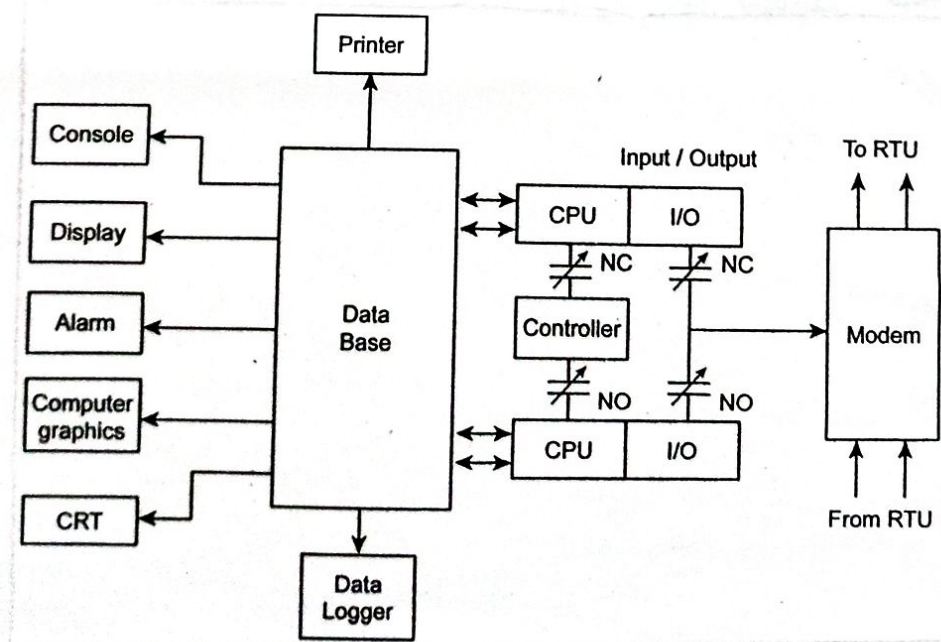 Printer
Console
Input / Output
To RTU
Display
CPU
I/O
NC
NC
Alarm
Data
Base
Controller
Modem
NO
NO
Computer
graphics
CPU
I/O
CRT
From RTU
Data
Logger